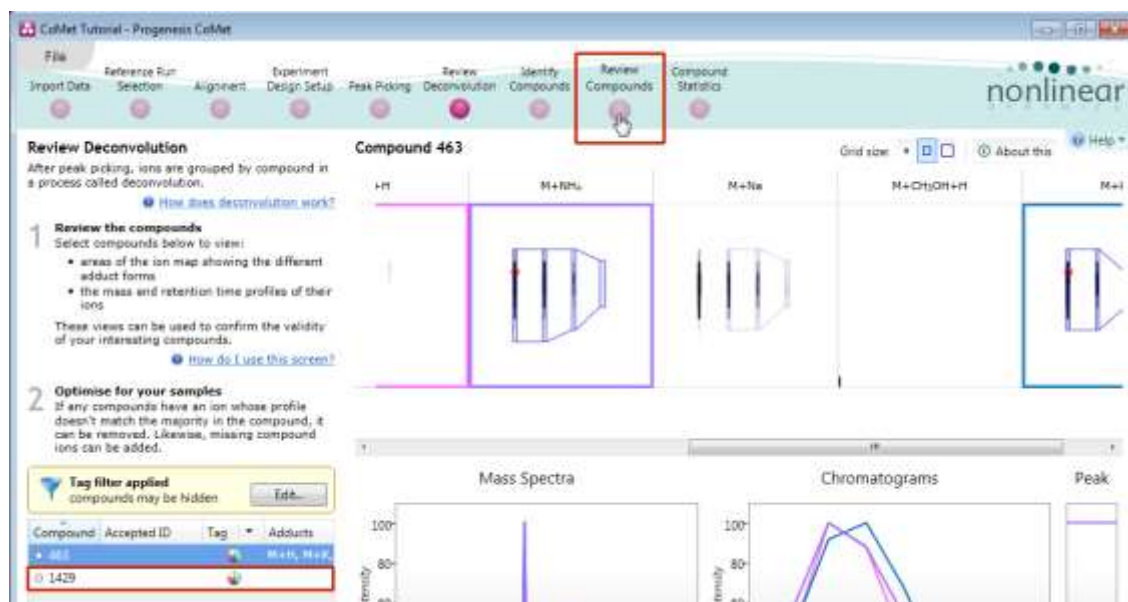 CoMet Tutorial - Progenesis CoMet
File
Import Data
Reference Run
Selection
Alignment
Experiment
Design Setup
Peak Picking
Review
Deconvolution
Identify
Compounds
Review
Compounds
Compound
Statistics
nonlinear
Review Deconvolution
After peak picking, ions are grouped by compound in
a process called deconvolution.
How does deconvolution work?
1 Review the compounds
Select compounds below to view:
• areas of the ion map showing the different
adduct forms
• the mass and retention time profiles of their
ions
These views can be used to confirm the validity
of your interesting compounds.
How do I use this screen?
2 Optimise for your samples
If any compounds have an ion whose profile
doesn't match the majority in the compound, it
can be removed. Likewise, missing compound
ions can be added.
Tag filter applied
compounds may be hidden
Edit...
Compound Accepted ID Tag Adducts
463 M+H, M+K,
1429
Compound 463
Grid size:
About this
Help
+H M+NH₄ M+Na M+CH₃OH+H
Mass Spectra
100
80
Chromatograms
100
80
Peak